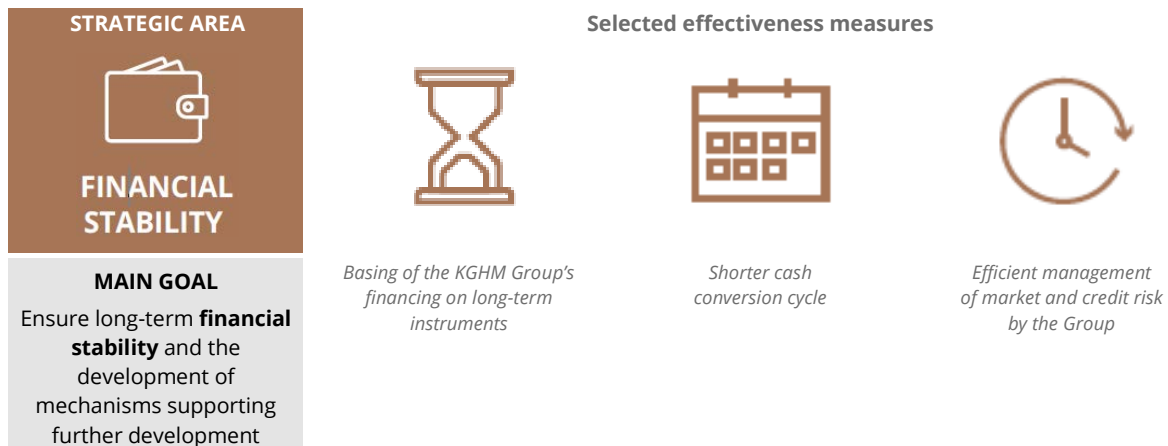 STRATEGIC AREA
FINANCIAL
STABILITY
MAIN GOAL
Ensure long-term financial
stability and the
development of
mechanisms supporting
further development
Selected effectiveness measures
Basing of the KGHM Group's
financing on long-term
instruments
Shorter cash
conversion cycle
Efficient management
of market and credit risk
by the Group